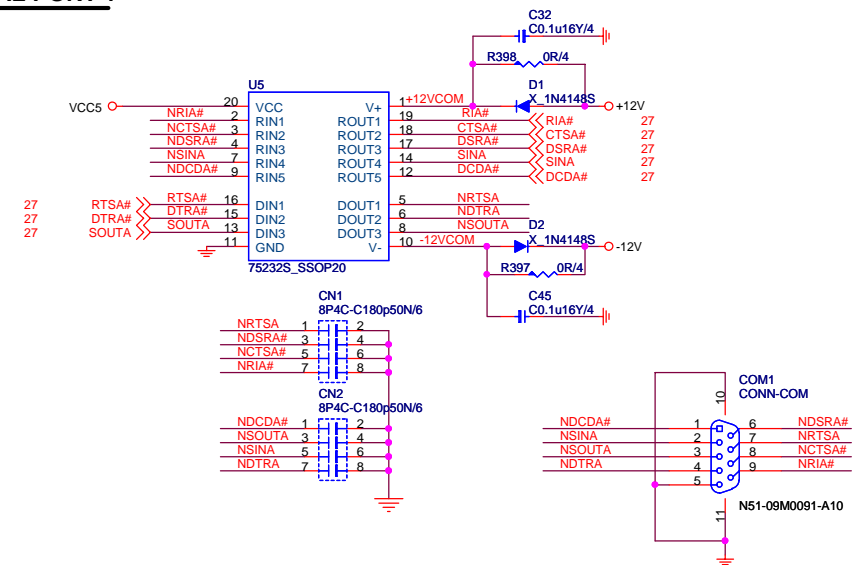 C32
C0.1u16Y/4
R398 0R/4
U5
D1
X_1N4148S
VCC5
20 VCC V+ 1 +12VCOM +12V
NRIA# 2 RIN1 ROUT1 19 RIA# RIA# 27
NCTSA# 3 RIN2 ROUT2 18 CTSA# CTSA# 27
NDSRA# 4 RIN3 ROUT3 17 DSRA# DSRA# 27
NSINA 7 RIN4 ROUT4 14 SINA SINA 27
NDCDA# 9 RIN5 ROUT5 12 DCDA# DCDA# 27
27 RTSA# RTSA# 16 DIN1 DOUT1 5 NRTSA
27 DTRA# DTRA# 15 DIN2 DOUT2 6 NDTRA
27 SOUTA SOUTA 13 DIN3 DOUT3 8 NSOUTA
D2
11 GND V- 10 -12VCOM X_1N4148S -12V
75232S_SSOP20
R397 0R/4
CN1
8P4C-C180p50N/6
C45
C0.1u16Y/4
NRTSA 1 2
NDSRA# 3 4
NCTSA# 5 6
NRIA# 7 8
CN2
8P4C-C180p50N/6
NDCDA# 1 2
NSOUTA 3 4
NSINA 5 6
NDTRA 7 8
COM1
CONN-COM
10
NDCDA# 1 6 NDSRA#
NSINA 2 7 NRTSA
NSOUTA 3 8 NCTSA#
NDTRA 4 9 NRIA#
5
11
N51-09M0091-A10